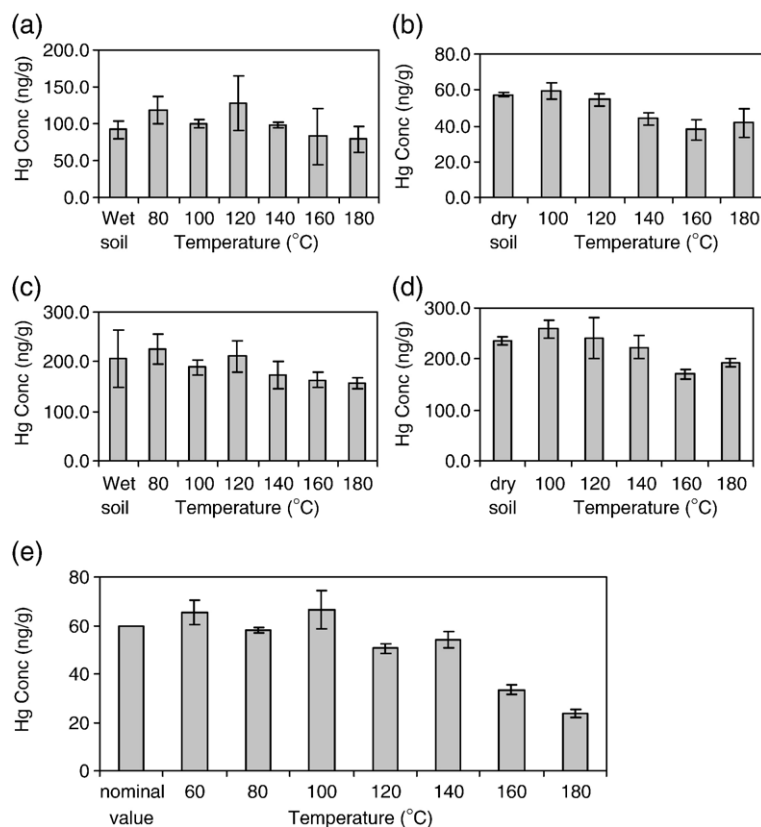 (a)
200.0
150.0
100.0
50.0
0.0
Hg Conc (ng/g)
Wet soil 80 100 120 140 160 180
Temperature (°C)
(b)
80.0
60.0
40.0
20.0
0.0
Hg Conc (ng/g)
dry soil 100 120 140 160 180
Temperature (°C)
(c)
300.0
200.0
100.0
0.0
Hg Conc (ng/g)
Wet soil 80 100 120 140 160 180
Temperature (°C)
(d)
300.0
200.0
100.0
0.0
Hg Conc (ng/g)
dry soil 100 120 140 160 180
Temperature (°C)
(e)
80
60
40
20
0
Hg Conc (ng/g)
nominal value 60 80 100 120 140 160 180
Temperature (°C)